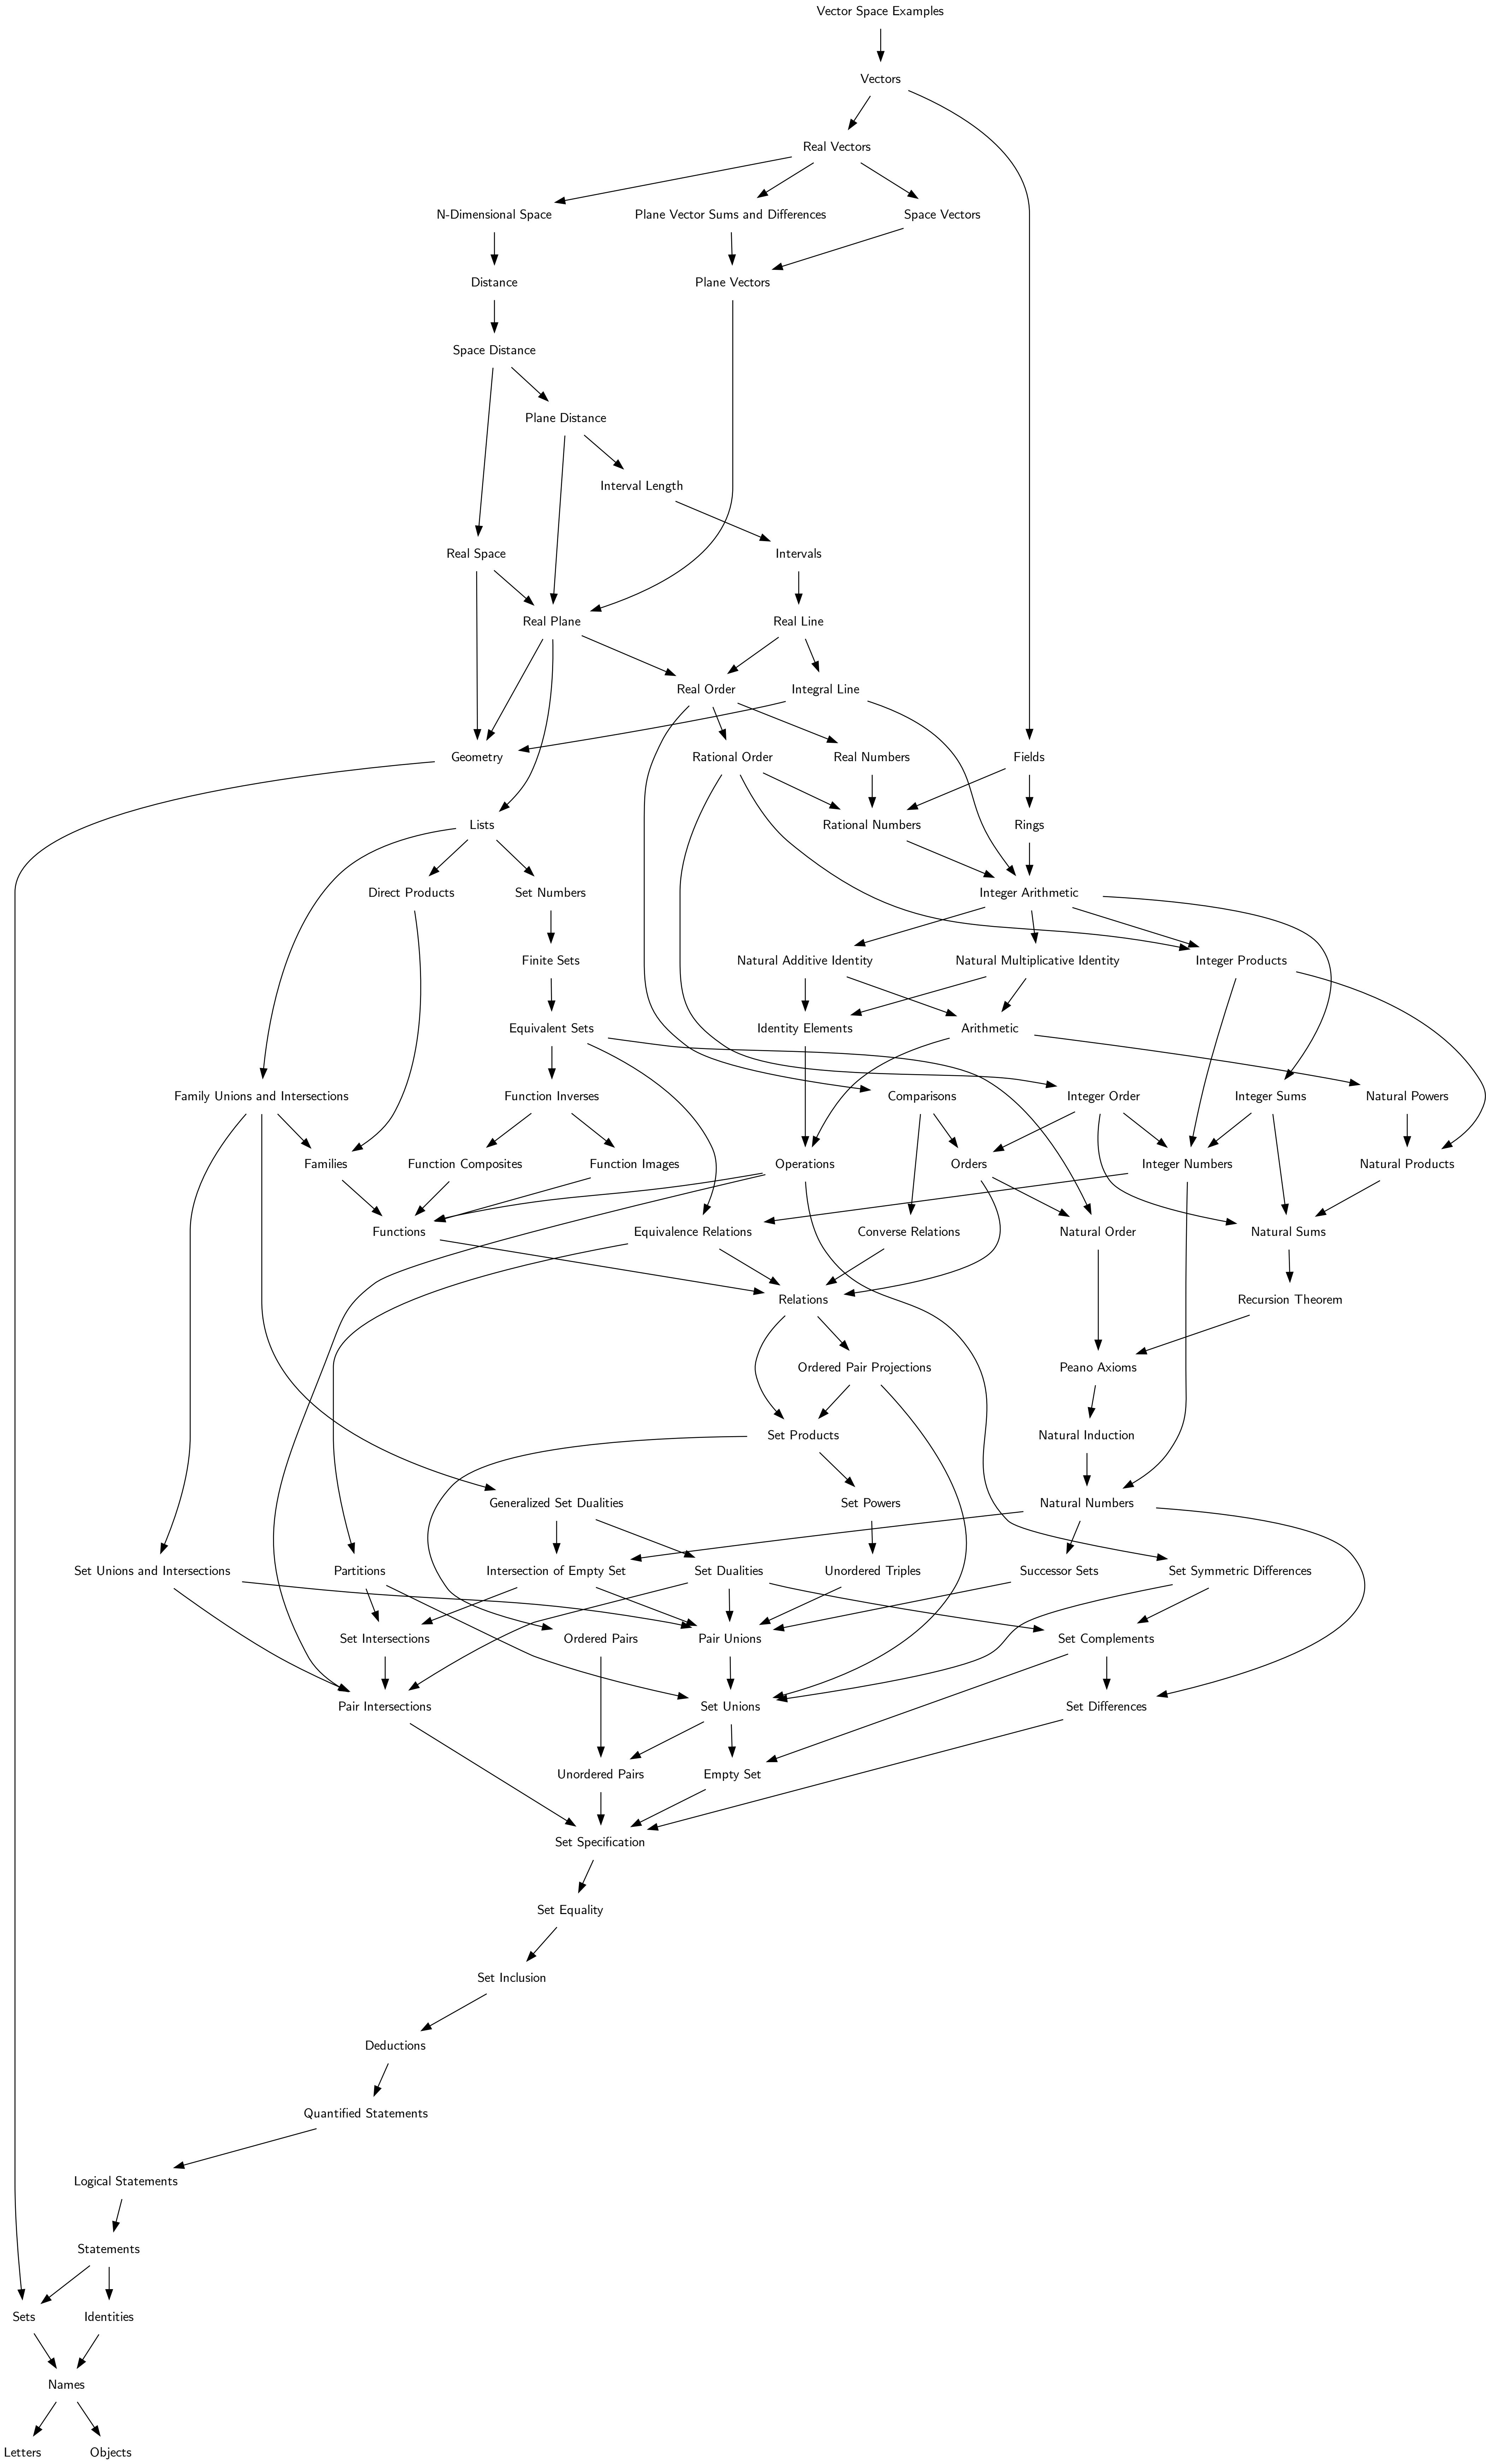 Vector Space Examples
Vectors
Real Vectors
N-Dimensional Space
Plane Vector Sums and Differences
Space Vectors
Distance
Plane Vectors
Space Distance
Plane Distance
Interval Length
Real Space
Intervals
Real Plane
Real Line
Real Order
Integral Line
Geometry
Rational Order
Real Numbers
Fields
Lists
Rational Numbers
Rings
Direct Products
Set Numbers
Integer Arithmetic
Finite Sets
Natural Additive Identity
Natural Multiplicative Identity
Integer Products
Equivalent Sets
Identity Elements
Arithmetic
Family Unions and Intersections
Function Inverses
Comparisons
Integer Order
Integer Sums
Natural Powers
Families
Function Composites
Function Images
Operations
Orders
Integer Numbers
Natural Products
Functions
Equivalence Relations
Converse Relations
Natural Order
Natural Sums
Relations
Recursion Theorem
Ordered Pair Projections
Peano Axioms
Set Products
Natural Induction
Generalized Set Dualities
Set Powers
Natural Numbers
Set Unions and Intersections
Partitions
Intersection of Empty Set
Set Dualities
Unordered Triples
Successor Sets
Set Symmetric Differences
Set Intersections
Ordered Pairs
Pair Unions
Set Complements
Pair Intersections
Set Unions
Set Differences
Unordered Pairs
Empty Set
Set Specification
Set Equality
Set Inclusion
Deductions
Quantified Statements
Logical Statements
Statements
Sets
Identities
Names
Letters
Objects